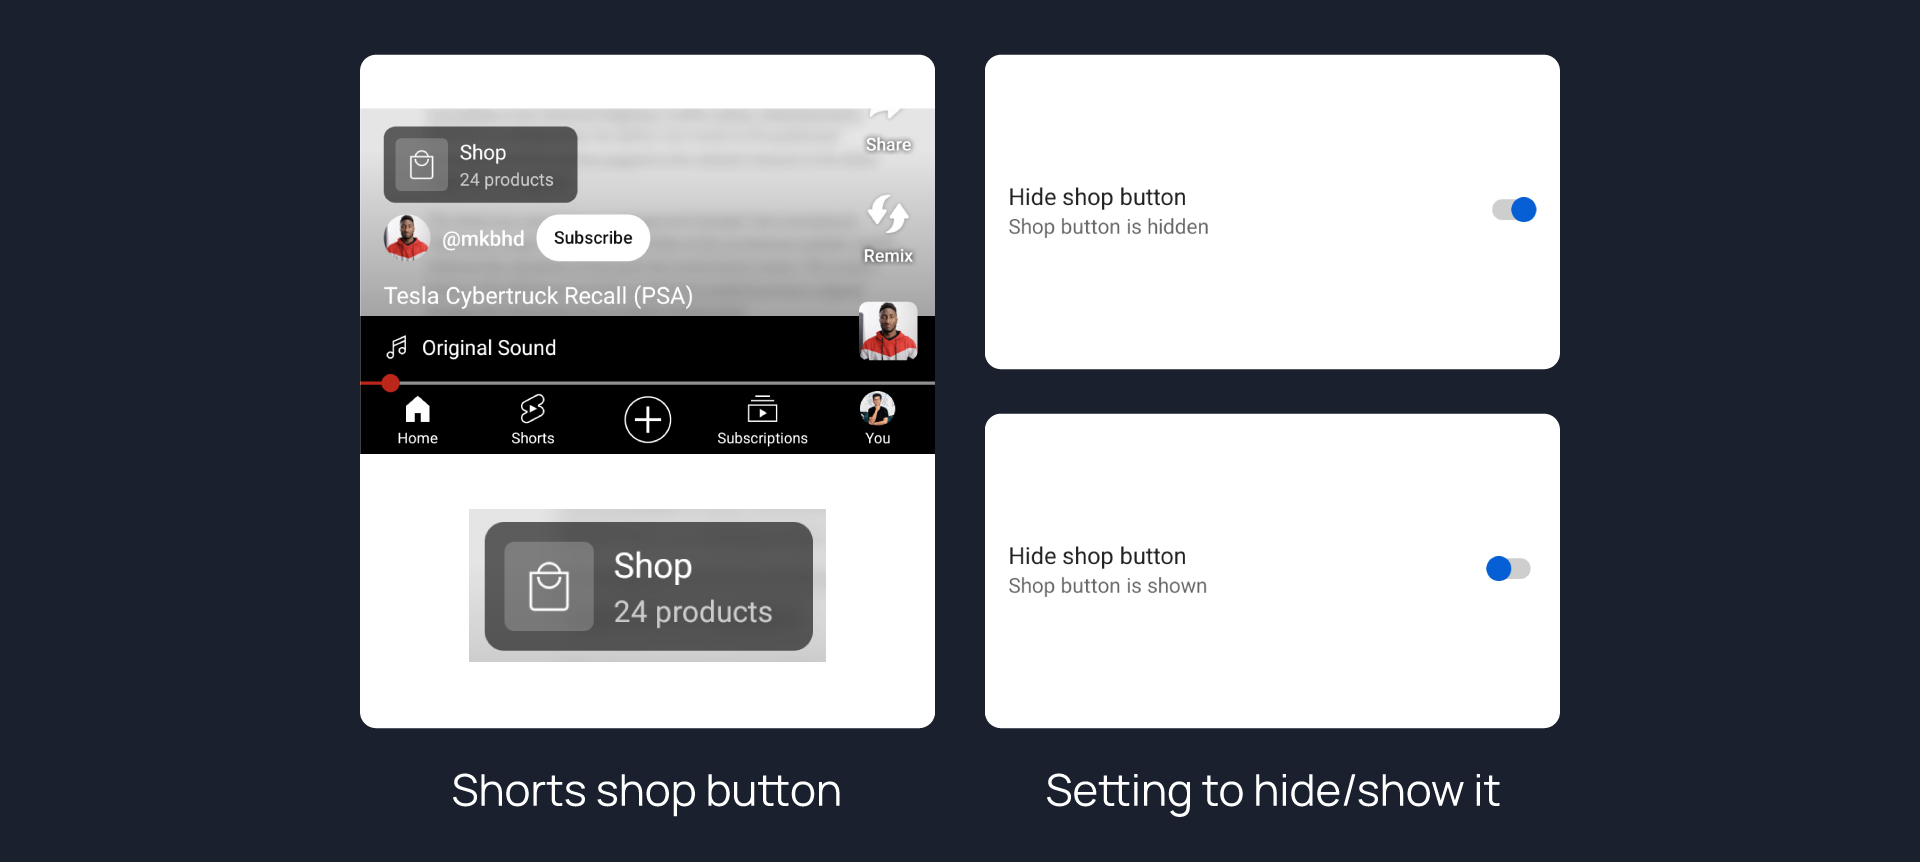 Shop
24 products
Share
@mkbhd
Subscribe
Remix
Tesla Cybertruck Recall (PSA)
Original Sound
Home
Shorts
Subscriptions
You
Shop
24 products
Shorts shop button
Hide shop button
Shop button is hidden
Hide shop button
Shop button is shown
Setting to hide/show it